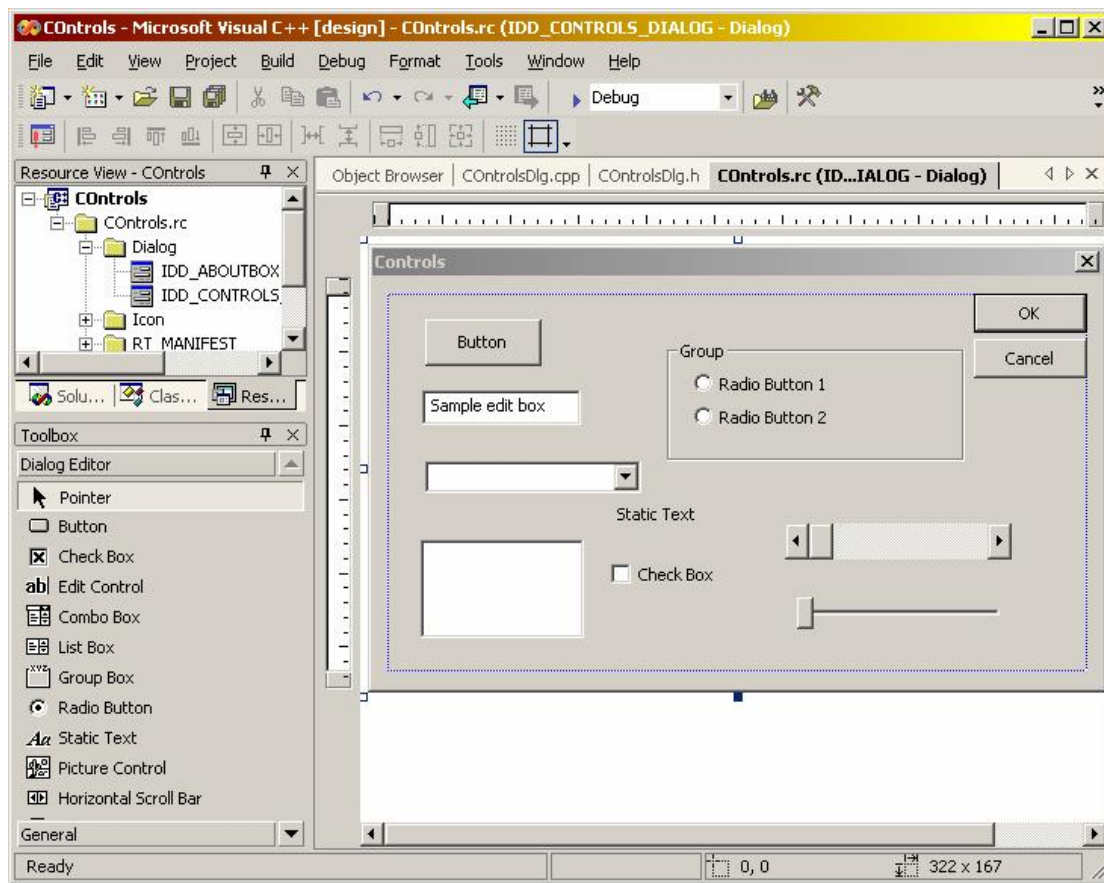 COntrols - Microsoft Visual C++ [design] - COntrols.rc (IDD_CONTROLS_DIALOG - Dialog)
File Edit View Project Build Debug Format Tools Window Help
Debug
Resource View - COntrols
COntrols
COntrols.rc
Dialog
IDD_ABOUTBOX
IDD_CONTROLS_
Icon
RT_MANIFEST
Solu... Clas... Res...
Toolbox
Dialog Editor
Pointer
Button
Check Box
ab| Edit Control
Combo Box
List Box
XYZ Group Box
Radio Button
Aa Static Text
Picture Control
Horizontal Scroll Bar
General
Object Browser COntrolsDlg.cpp COntrolsDlg.h COntrols.rc (ID...IALOG - Dialog)
Controls
Button
Sample edit box
Group
Radio Button 1
Radio Button 2
OK
Cancel
Static Text
Check Box
Ready 0, 0 322 x 167